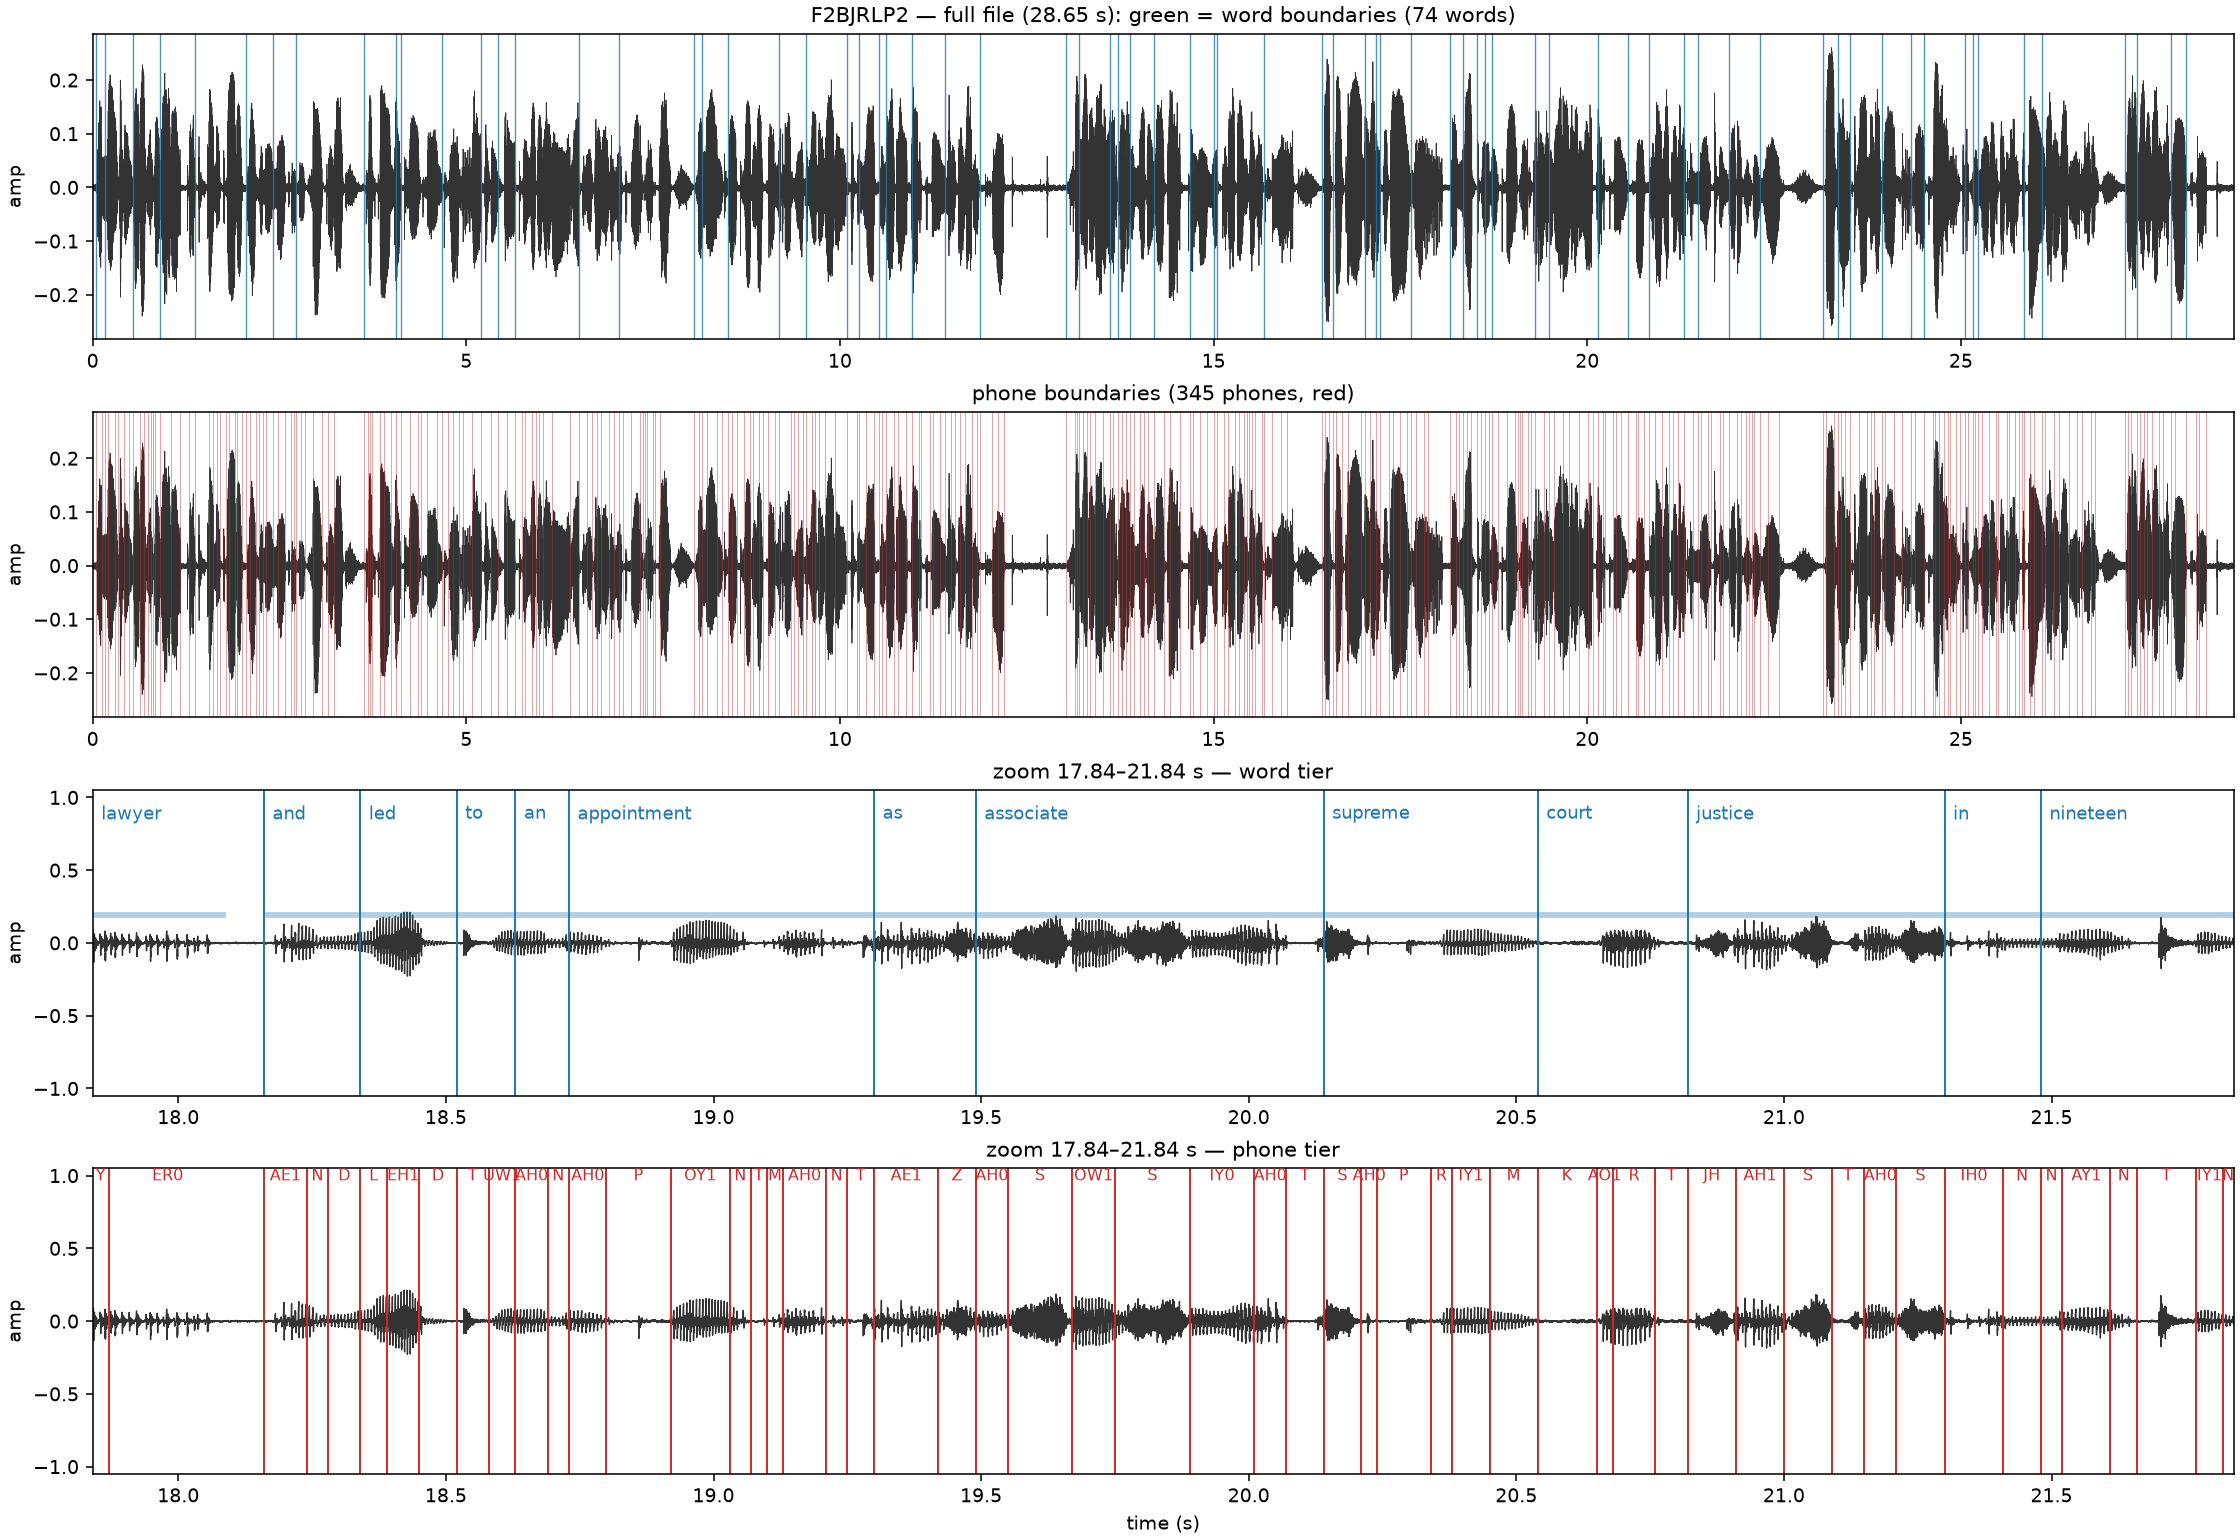 F2BJRLP2 — full file (28.65 s): green = word boundaries (74 words)
0.2
0.1
0.0
−0.1
−0.2
amp
0 5 10 15 20 25
phone boundaries (345 phones, red)
0.2
0.1
0.0
−0.1
−0.2
amp
0 5 10 15 20 25
zoom 17.84–21.84 s — word tier
1.0
0.5
0.0
−0.5
−1.0
amp
lawyer and led to an appointment as associate supreme court justice in nineteen
18.0 18.5 19.0 19.5 20.0 20.5 21.0 21.5
zoom 17.84–21.84 s — phone tier
1.0
0.5
0.0
−0.5
−1.0
amp
Y ER0 AE1 N D L EH1 D T UW1 AH0 N AH0 P OY1 N T M AH0 N T AE1 Z AH0 S OW1 S IY0 AH0 T S AH0 P R IY1 M K AO1 R T JH AH1 S T AH0 S IH0 N N AY1 N T IY1 N
18.0 18.5 19.0 19.5 20.0 20.5 21.0 21.5
time (s)